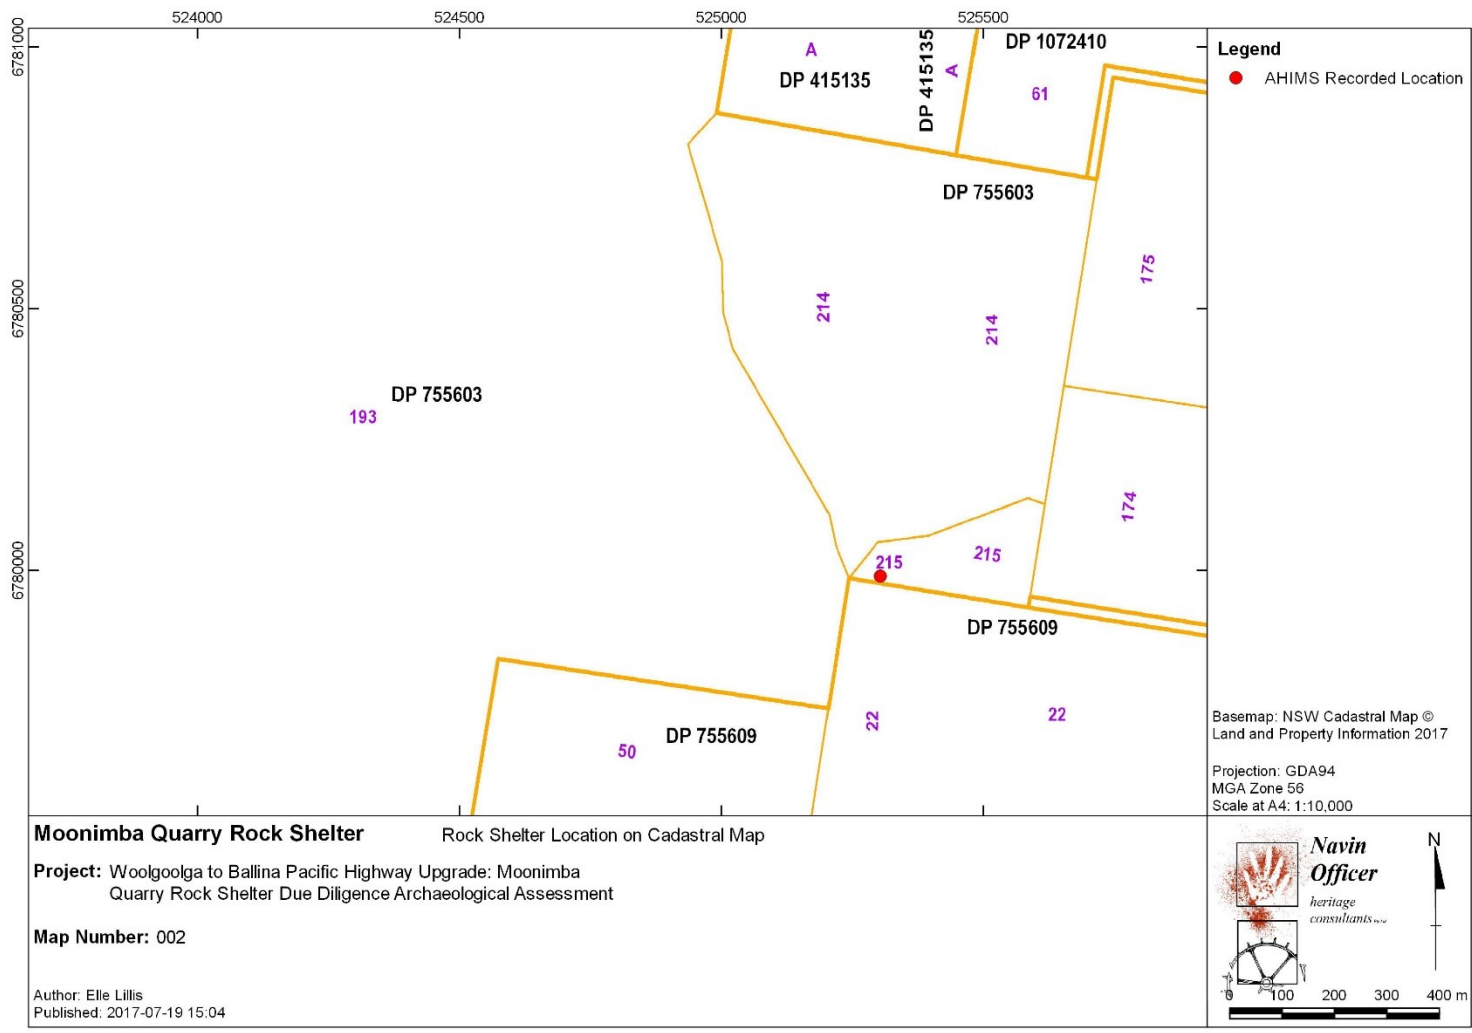 524000
524500
525000
525500
6781000
6780500
6780000
A
DP 415135
DP 415135
A
DP 1072410
61
DP 755603
175
214
214
DP 755603
193
174
215
215
DP 755609
22
22
DP 755609
50
Legend
AHIMS Recorded Location
Basemap: NSW Cadastral Map ©
Land and Property Information 2017
Projection: GDA94
MGA Zone 56
Scale at A4: 1:10,000
Moonimba Quarry Rock Shelter
Rock Shelter Location on Cadastral Map
Project: Woolgoolga to Ballina Pacific Highway Upgrade: Moonimba
Quarry Rock Shelter Due Diligence Archaeological Assessment
Map Number: 002
Author: Elle Lillis
Published: 2017-07-19 15:04
Navin
Officer
heritage
consultants
N
0 100 200 300 400 m